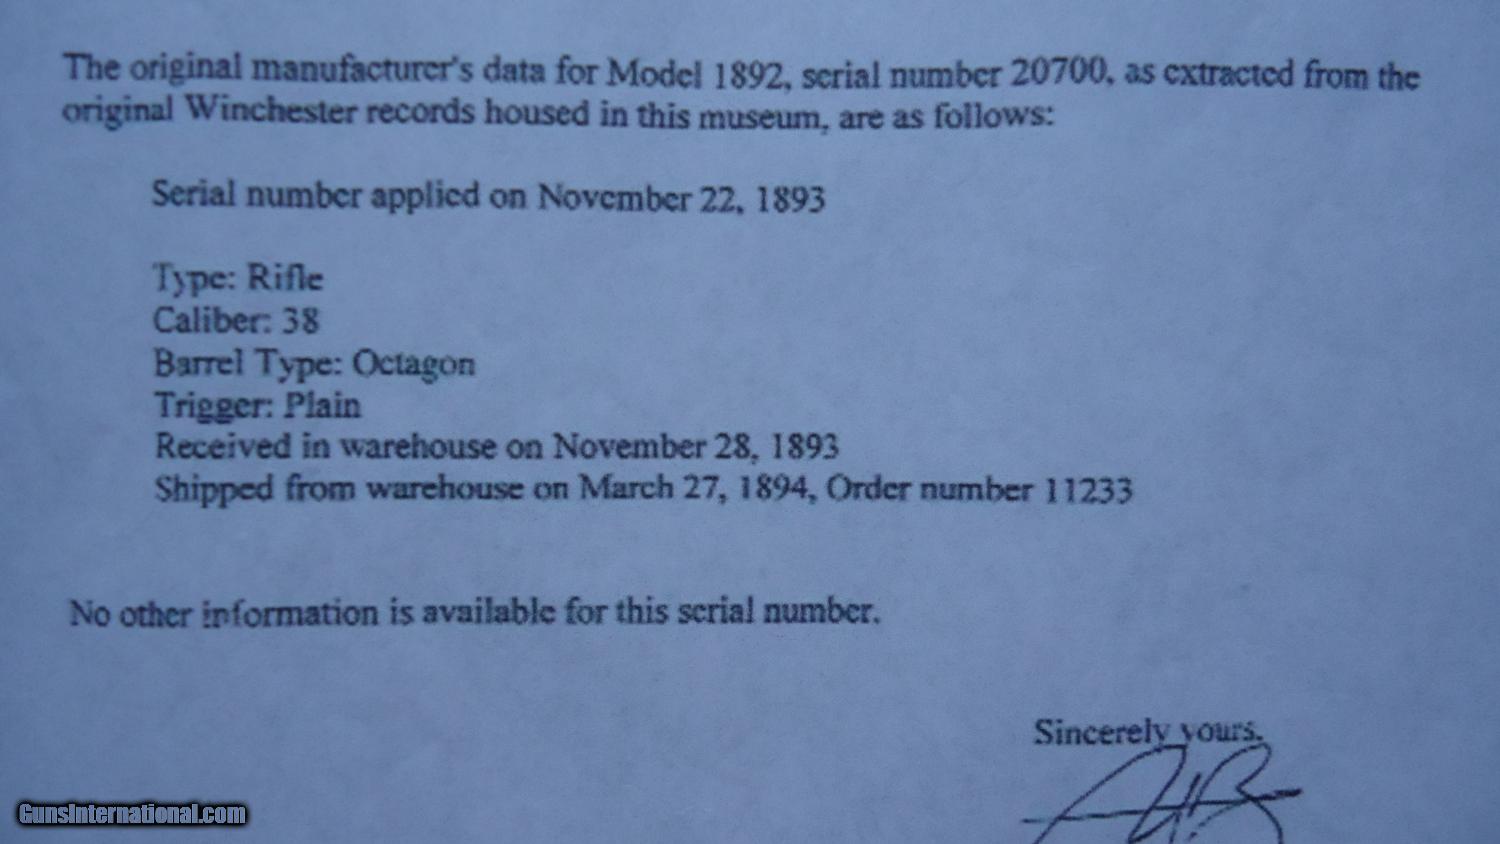 The original manufacturer's data for Model 1892, serial number 20700, as extracted from the
original Winchester records housed in this museum, are as follows:
Serial number applied on November 22, 1893
Type: Rifle
Caliber: 38
Barrel Type: Octagon
Trigger: Plain
Received in warehouse on November 28, 1893
Shipped from warehouse on March 27, 1894, Order number 11233
No other information is available for this serial number.
Sincerely yours,
GunsInternational.com